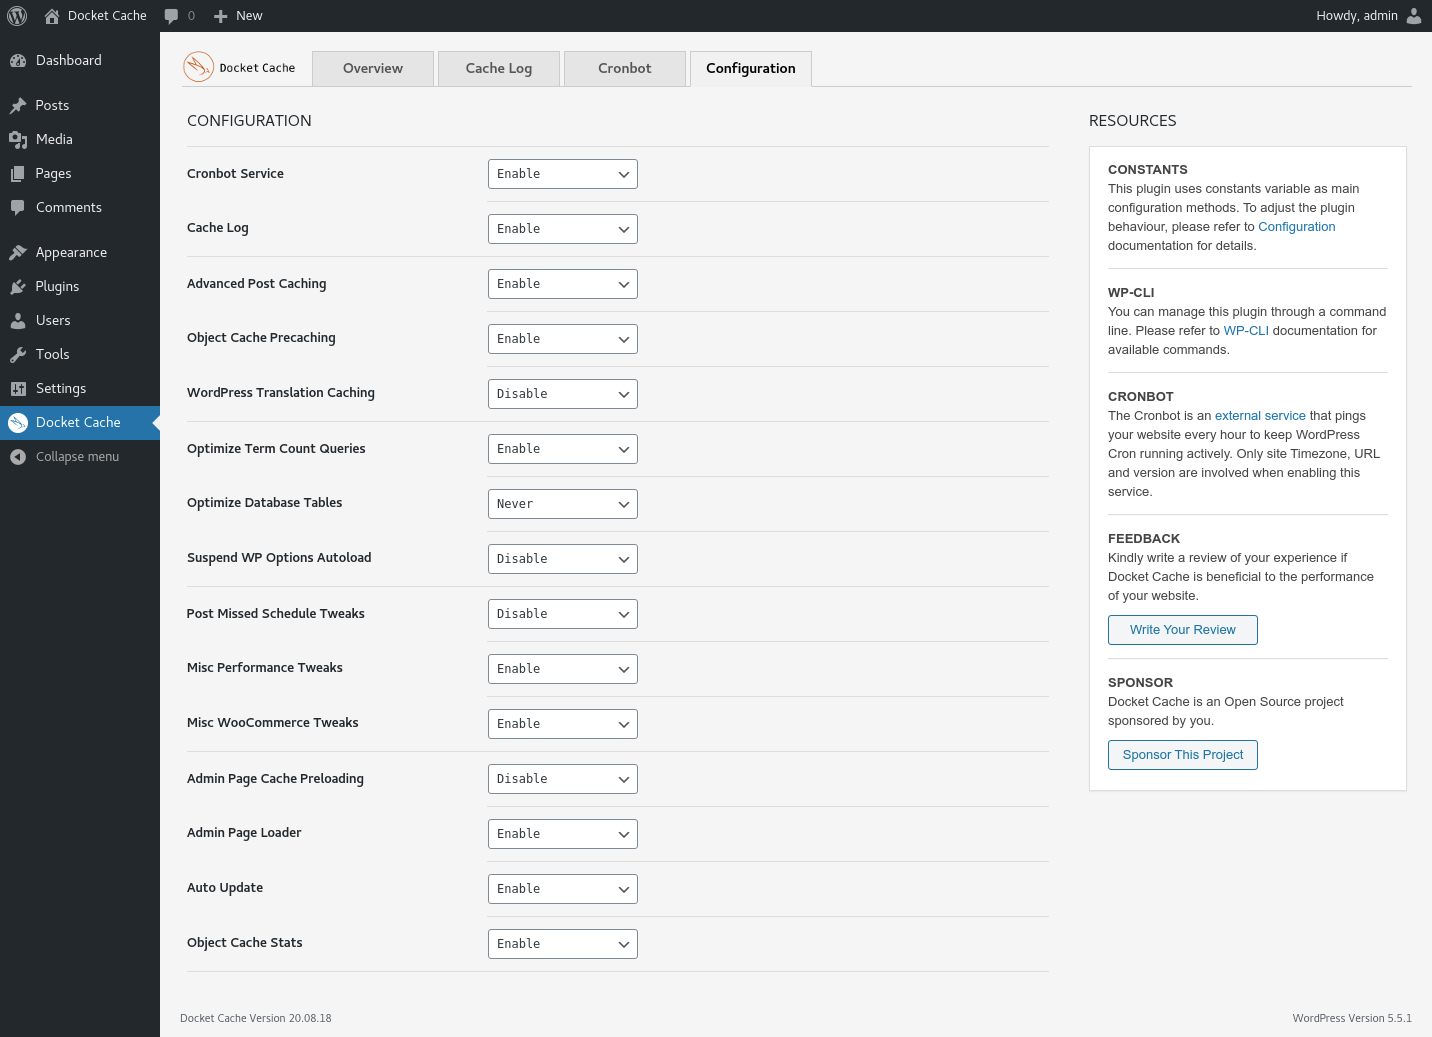 Docket Cache
0
New
Howdy, admin
Dashboard
Posts
Media
Pages
Comments
Appearance
Plugins
Users
Tools
Settings
Docket Cache
Collapse menu
Docket Cache
Overview
Cache Log
Cronbot
Configuration
CONFIGURATION
Cronbot Service
Enable
Cache Log
Enable
Advanced Post Caching
Enable
Object Cache Precaching
Enable
WordPress Translation Caching
Disable
Optimize Term Count Queries
Enable
Optimize Database Tables
Never
Suspend WP Options Autoload
Disable
Post Missed Schedule Tweaks
Disable
Misc Performance Tweaks
Enable
Misc WooCommerce Tweaks
Enable
Admin Page Cache Preloading
Disable
Admin Page Loader
Enable
Auto Update
Enable
Object Cache Stats
Enable
RESOURCES
CONSTANTS
This plugin uses constants variable as main
configuration methods. To adjust the plugin
behaviour, please refer to Configuration
documentation for details.
WP-CLI
You can manage this plugin through a command
line. Please refer to WP-CLI documentation for
available commands.
CRONBOT
The Cronbot is an external service that pings
your website every hour to keep WordPress
Cron running actively. Only site Timezone, URL
and version are involved when enabling this
service.
FEEDBACK
Kindly write a review of your experience if
Docket Cache is beneficial to the performance
of your website.
Write Your Review
SPONSOR
Docket Cache is an Open Source project
sponsored by you.
Sponsor This Project
Docket Cache Version 20.08.18
WordPress Version 5.5.1